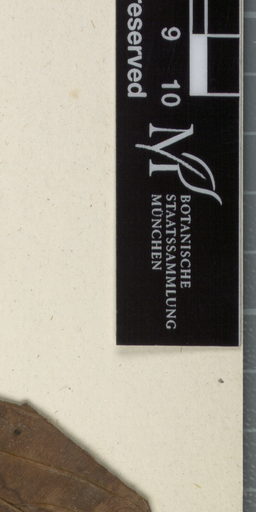 reserved
9 10
M
BOTANISCHE
STAATSSAMMLUNG
MÜNCHEN